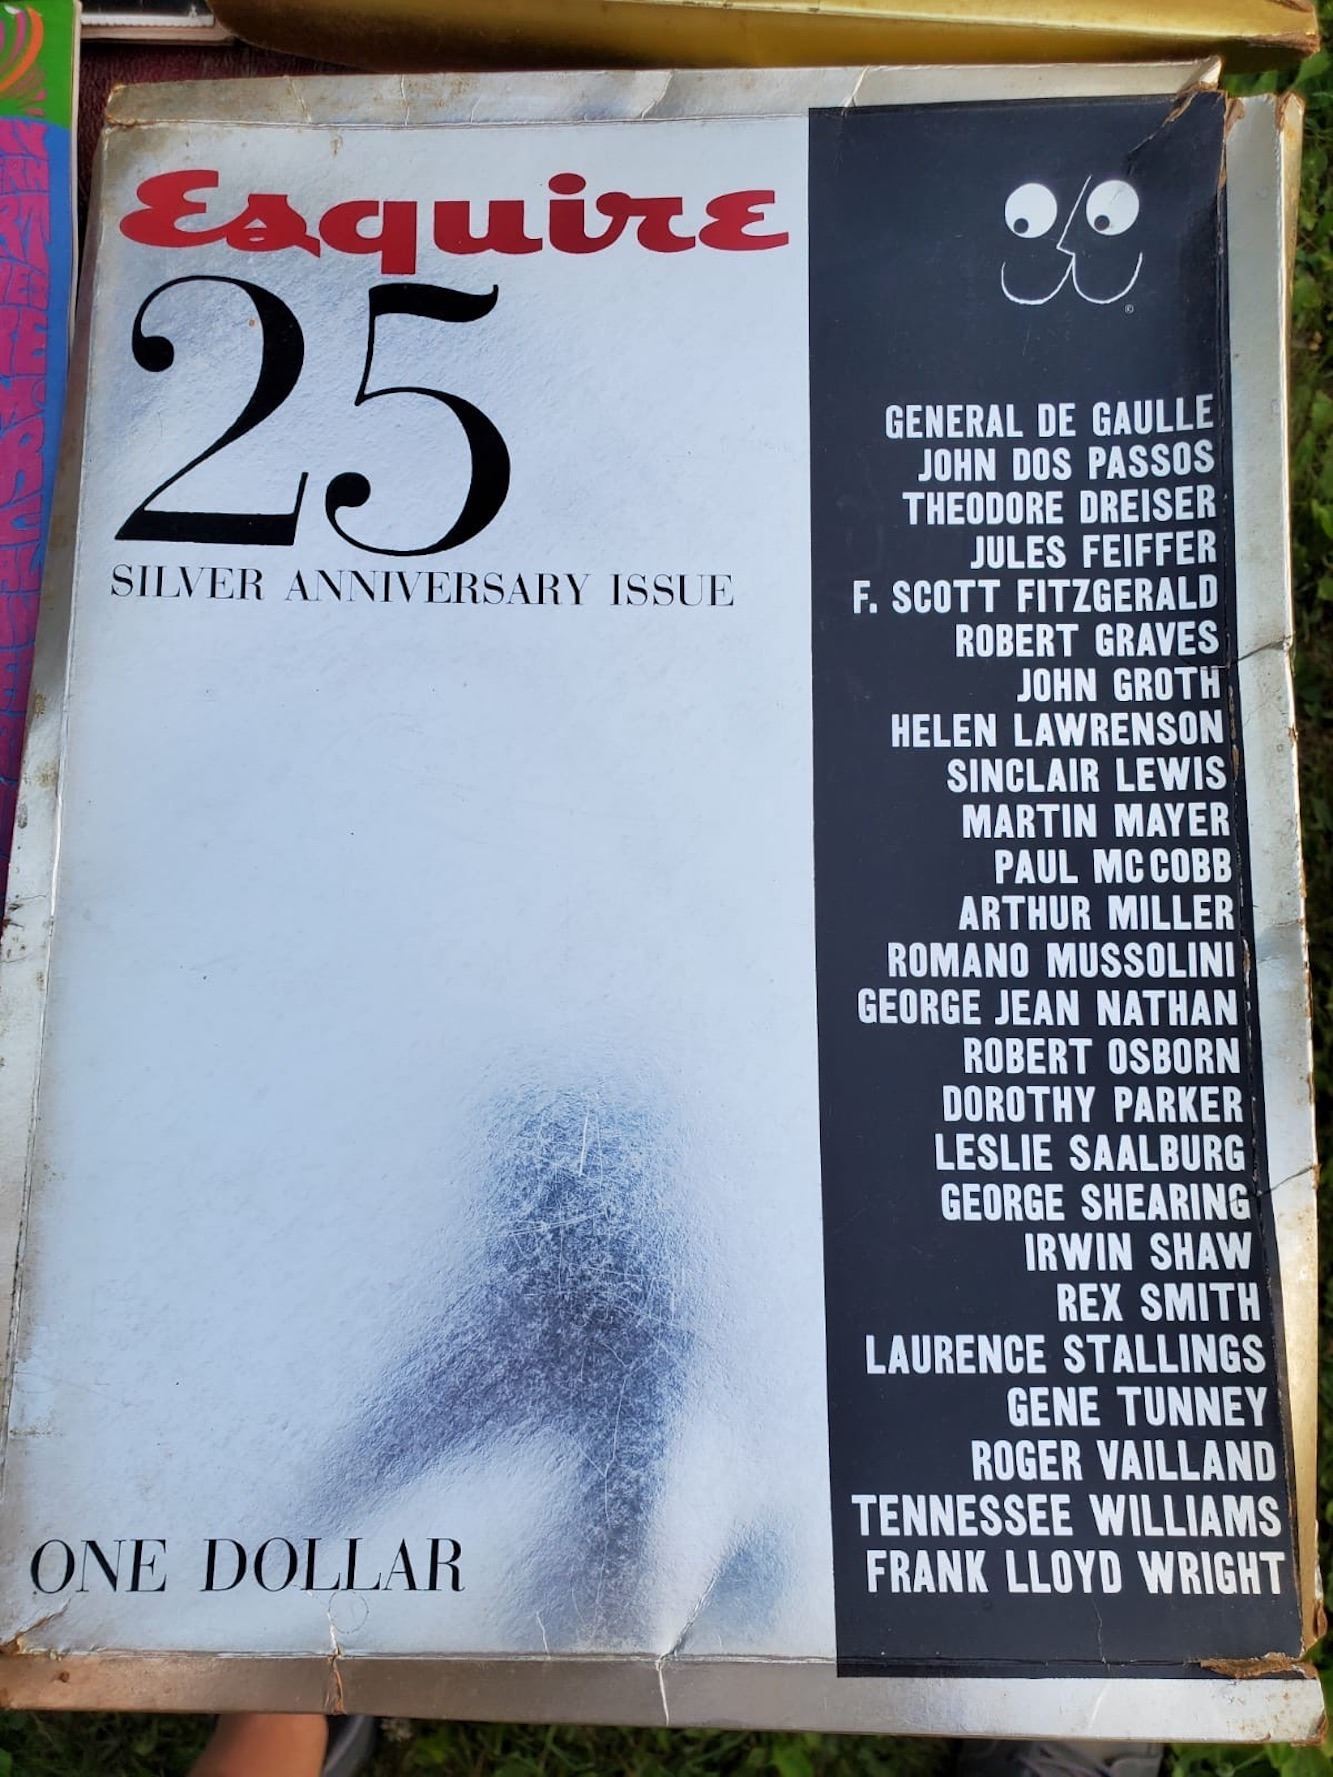 Esquire
25
SILVER ANNIVERSARY ISSUE
ONE DOLLAR
©
GENERAL DE GAULLE
JOHN DOS PASSOS
THEODORE DREISER
JULES FEIFFER
F. SCOTT FITZGERALD
ROBERT GRAVES
JOHN GROTH
HELEN LAWRENSON
SINCLAIR LEWIS
MARTIN MAYER
PAUL MC COBB
ARTHUR MILLER
ROMANO MUSSOLINI
GEORGE JEAN NATHAN
ROBERT OSBORN
DOROTHY PARKER
LESLIE SAALBURG
GEORGE SHEARING
IRWIN SHAW
REX SMITH
LAURENCE STALLINGS
GENE TUNNEY
ROGER VAILLAND
TENNESSEE WILLIAMS
FRANK LLOYD WRIGHT